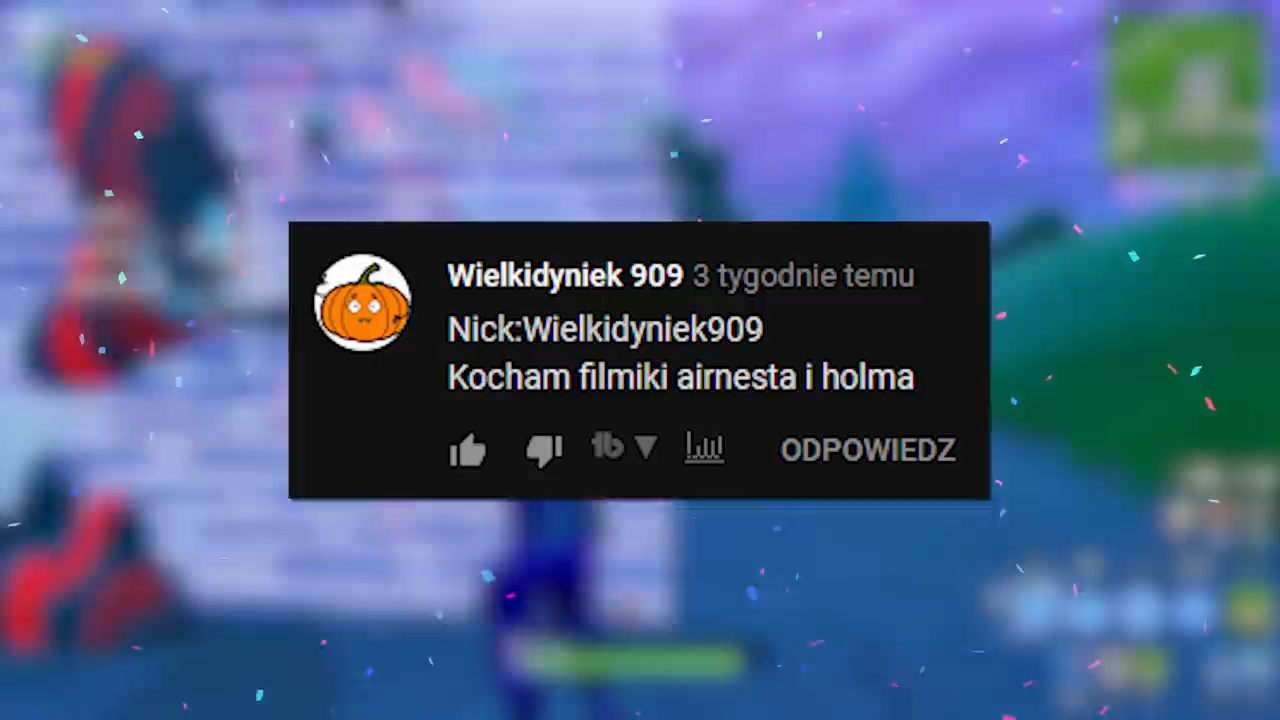 Wielkidyniek 909 3 tygodnie temu
Nick:Wielkidyniek909
Kocham filmiki airnesta i holma
ODPOWIEDZ